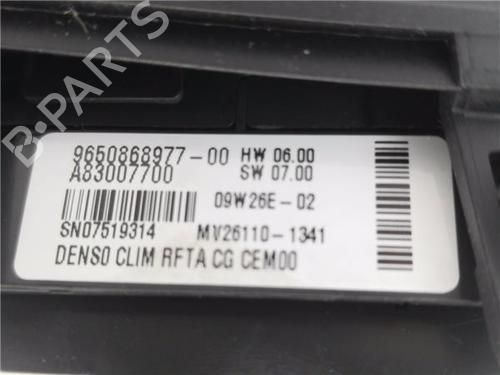 B-PARTS
9650868977-00 HW 06.00
A83007700 SW 07.00
09W26E-02
SN07519314 MV26110-1341
DENSO CLIM RFTA CG CEM00